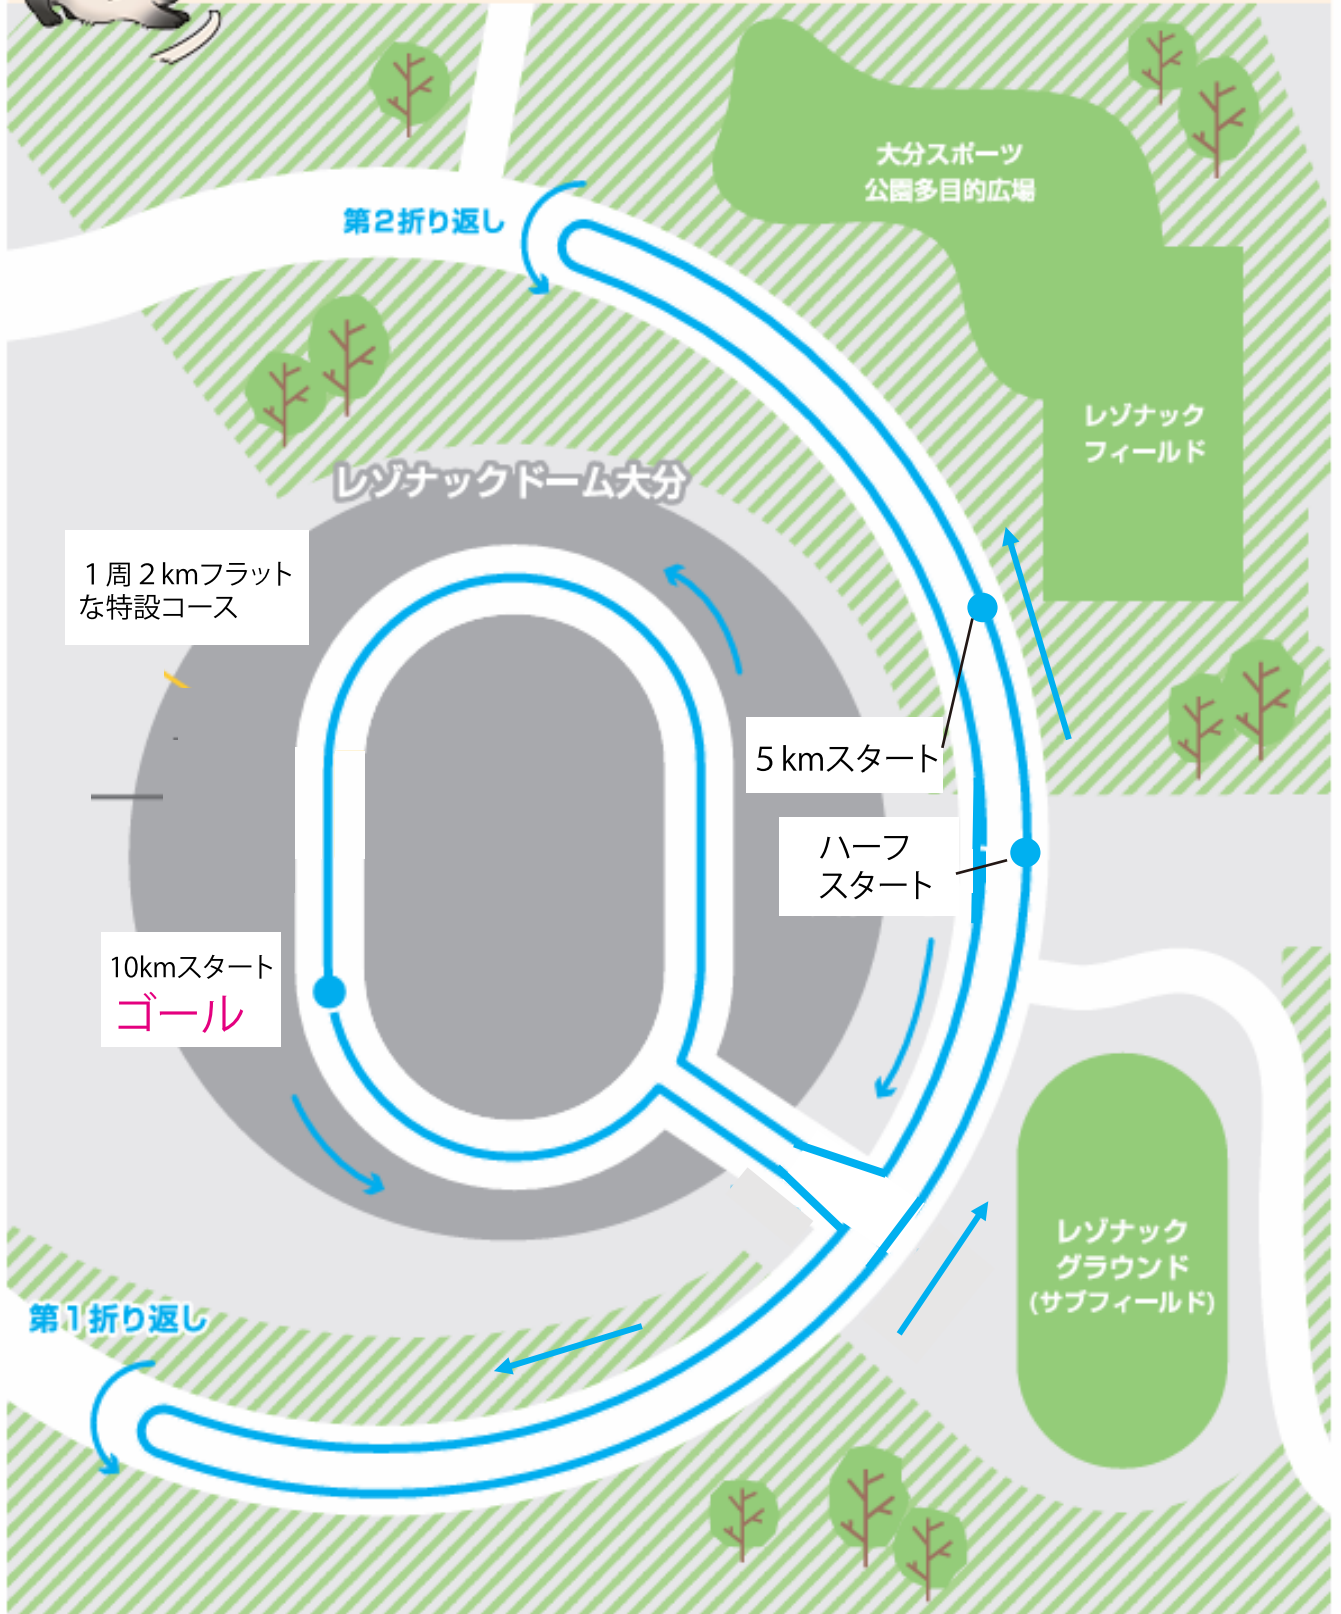 大分スポーツ
公園多目的広場
第2折り返し
レゾナック
フィールド
レゾナックドーム大分
1周2kmフラット
な特設コース
5kmスタート
ハーフ
スタート
10kmスタート
ゴール
レゾナック
グラウンド
(サブフィールド)
第1折り返し